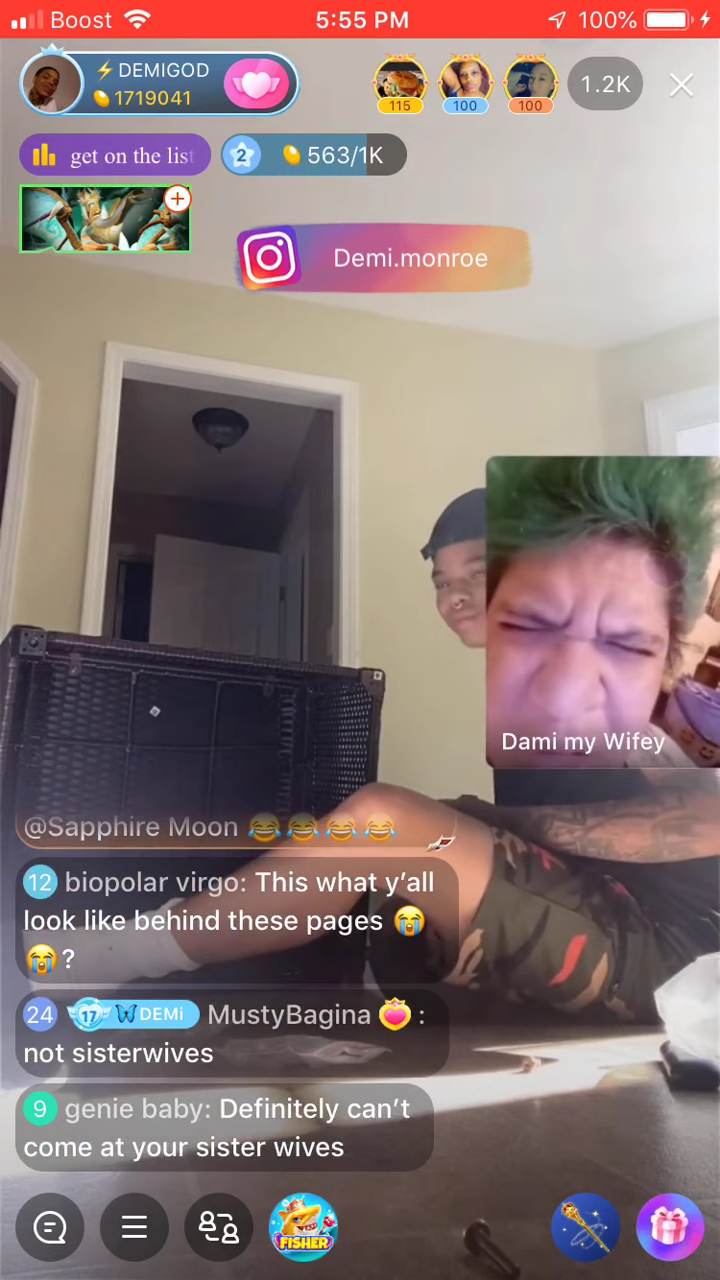 Boost 5:55 PM 100%
⚡DEMIGOD
1719041
115 100 100 1.2K
get on the list
2 563/1K
Demi.monroe
Dami my Wifey
@Sapphire Moon 😂😂😂😂
12 biopolar virgo: This what y'all
look like behind these pages 😭
😭?
24 17 🦋DEMi MustyBagina :
not sisterwives
9 genie baby: Definitely can't
come at your sister wives
FISHER